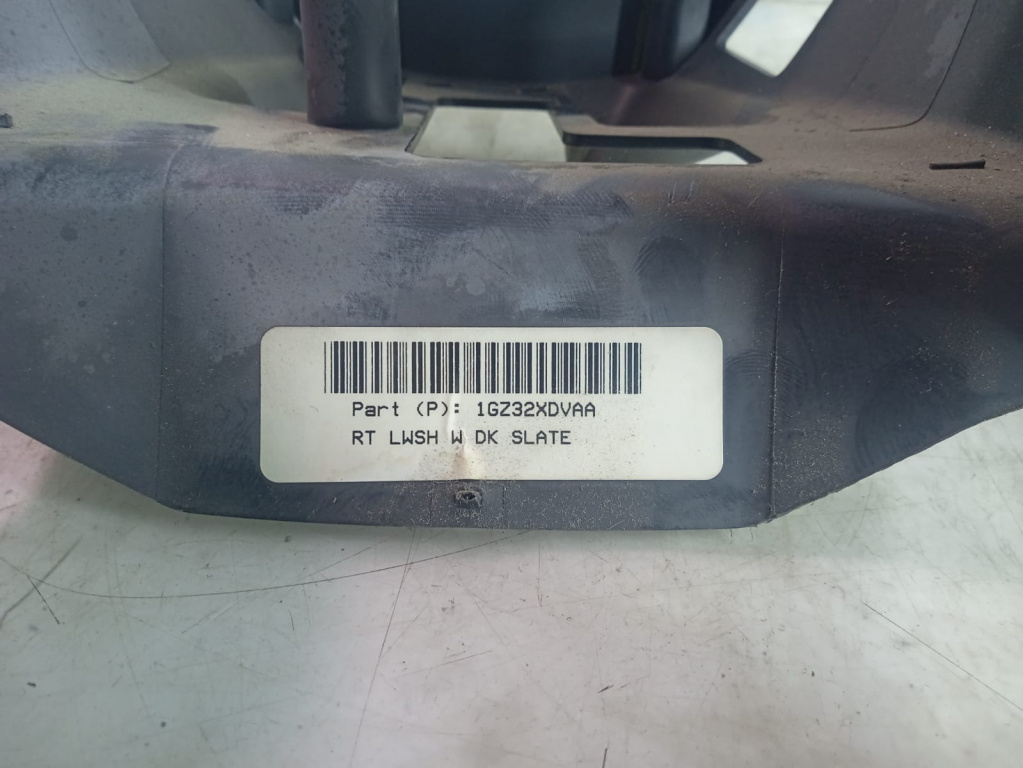 Part (P): 1GZ32XDVAA
RT LWSH W DK SLATE